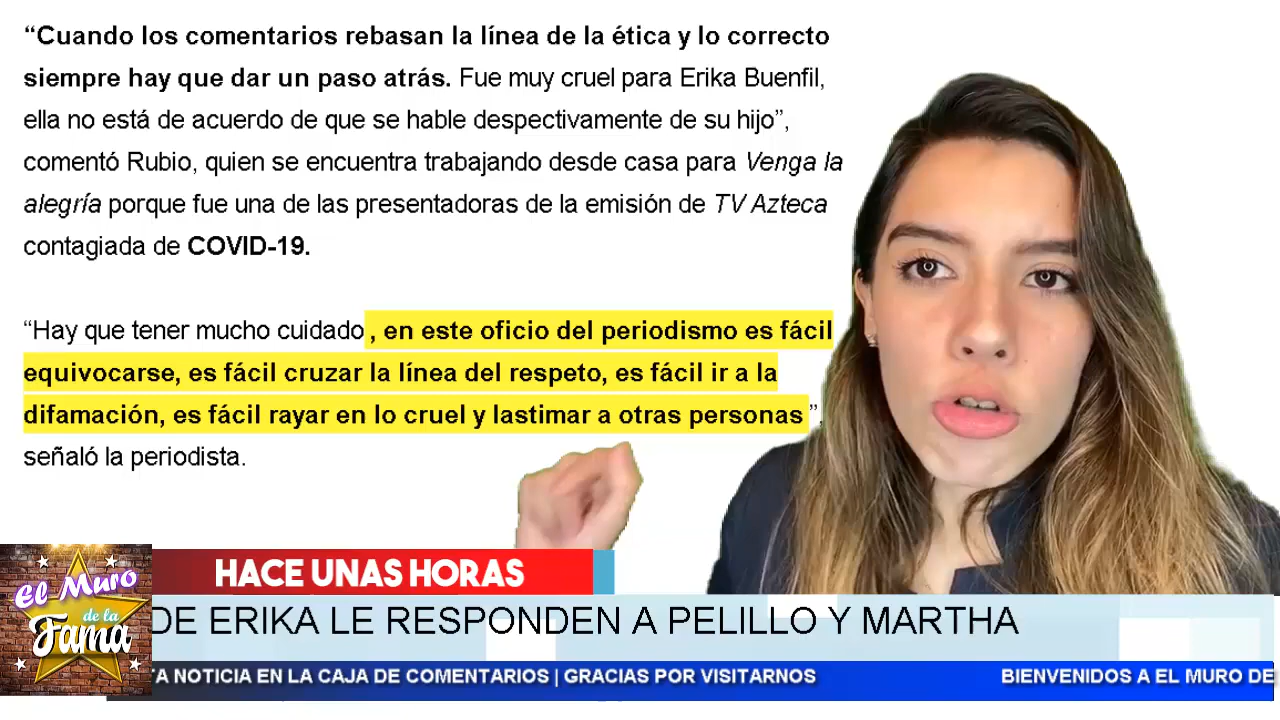 “Cuando los comentarios rebasan la línea de la ética y lo correcto
siempre hay que dar un paso atrás. Fue muy cruel para Erika Buenfil,
ella no está de acuerdo de que se hable despectivamente de su hijo”,
comentó Rubio, quien se encuentra trabajando desde casa para Venga la
alegría porque fue una de las presentadoras de la emisión de TV Azteca
contagiada de COVID-19.
“Hay que tener mucho cuidado , en este oficio del periodismo es fácil
equivocarse, es fácil cruzar la línea del respeto, es fácil ir a la
difamación, es fácil rayar en lo cruel y lastimar a otras personas ”,
señaló la periodista.
HACE UNAS HORAS
El Muro
de la
Fama
DE ERIKA LE RESPONDEN A PELILLO Y MARTHA
TA NOTICIA EN LA CAJA DE COMENTARIOS | GRACIAS POR VISITARNOS BIENVENIDOS A EL MURO DE